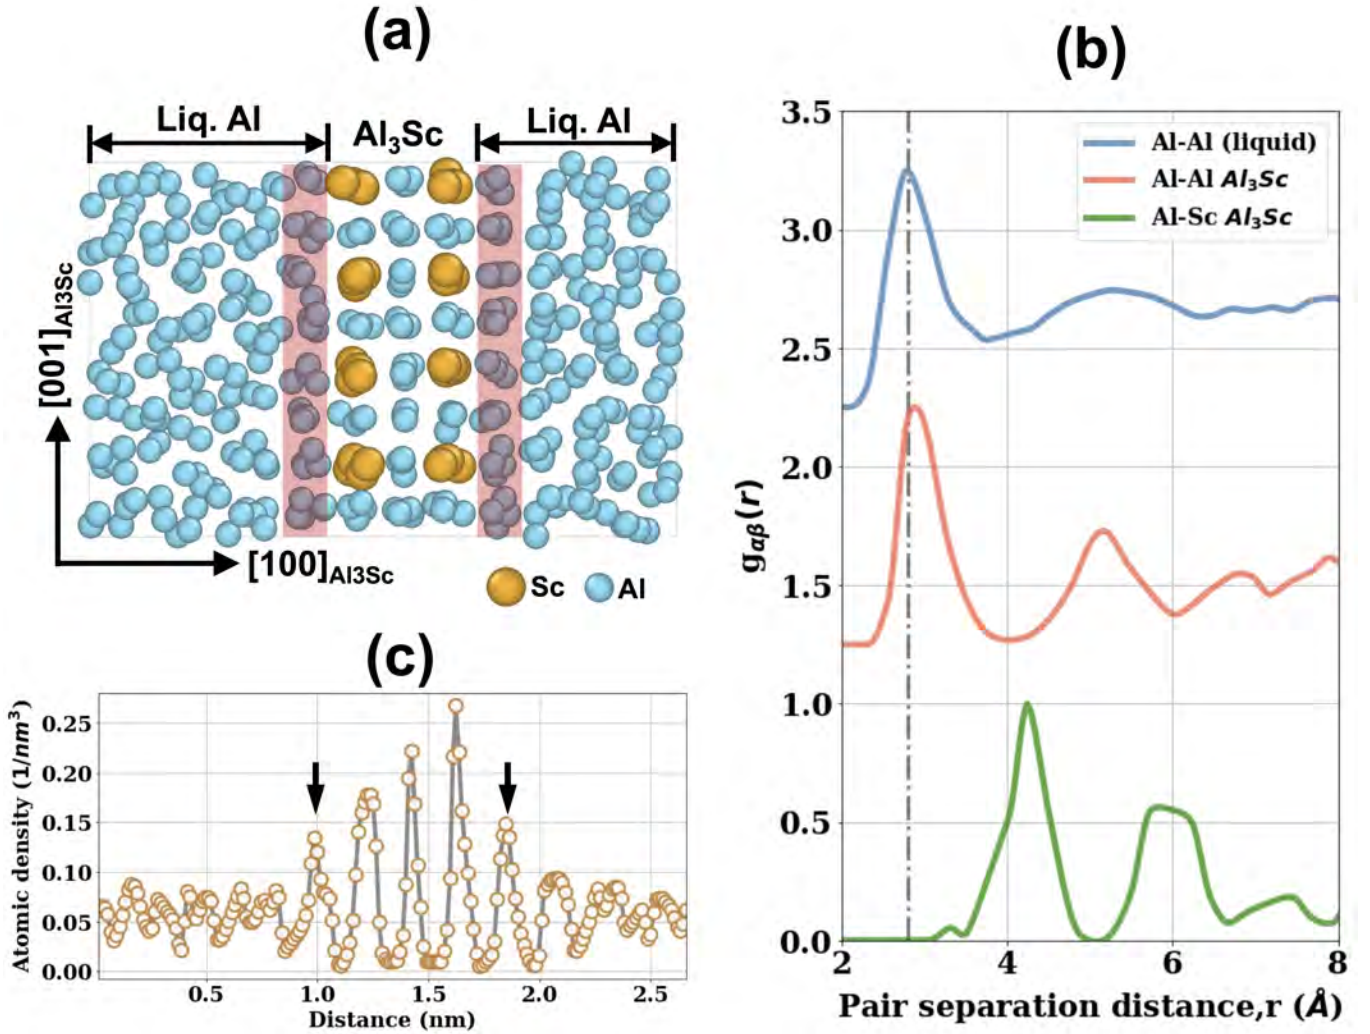 (a)
Liq. Al
Al₃Sc
Liq. Al
[001]Al3Sc
[100]Al3Sc
Sc
Al
(b)
3.5
3.0
2.5
2.0
1.5
1.0
0.5
0.0
gαβ(r)
Al-Al (liquid)
Al-Al Al₃Sc
Al-Sc Al₃Sc
2 4 6 8
Pair separation distance,r (Å)
(c)
0.25
0.20
0.15
0.10
0.05
0.00
Atomic density (1/nm³)
0.5 1.0 1.5 2.0 2.5
Distance (nm)